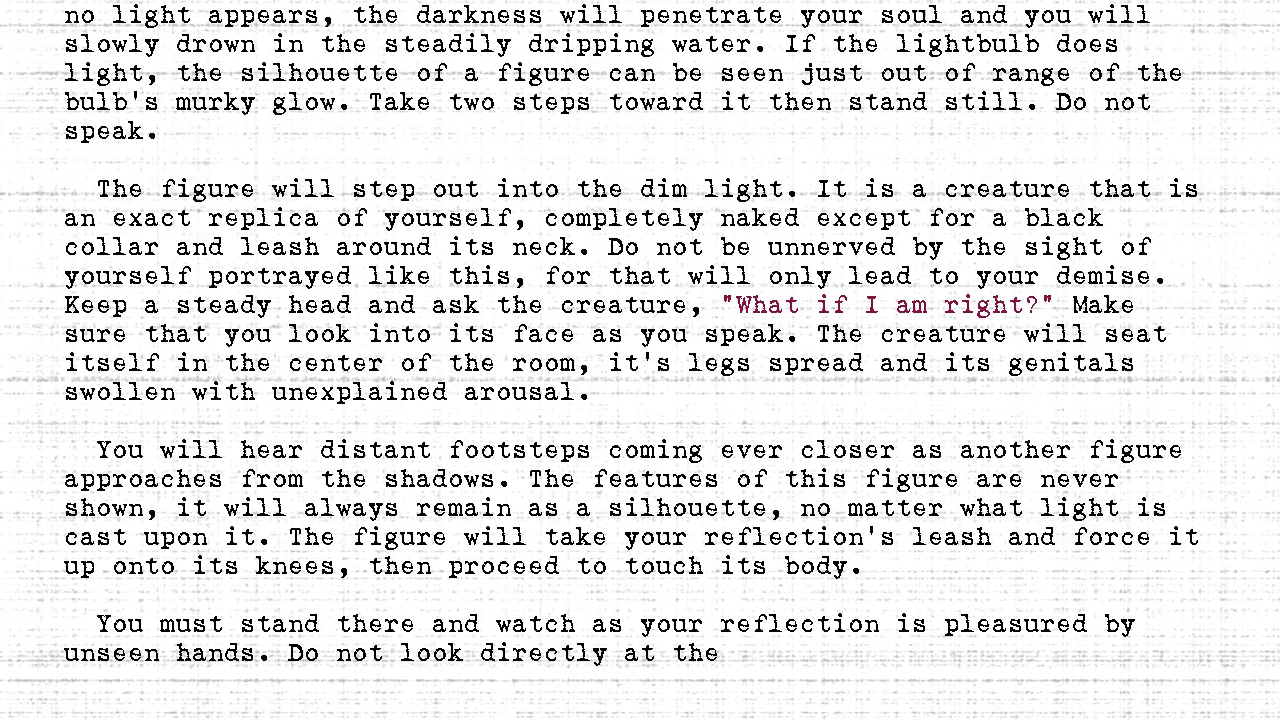 no light appears, the darkness will penetrate your soul and you will
slowly drown in the steadily dripping water. If the lightbulb does
light, the silhouette of a figure can be seen just out of range of the
bulb's murky glow. Take two steps toward it then stand still. Do not
speak.
The figure will step out into the dim light. It is a creature that is
an exact replica of yourself, completely naked except for a black
collar and leash around its neck. Do not be unnerved by the sight of
yourself portrayed like this, for that will only lead to your demise.
Keep a steady head and ask the creature, "What if I am right?" Make
sure that you look into its face as you speak. The creature will seat
itself in the center of the room, it's legs spread and its genitals
swollen with unexplained arousal.
You will hear distant footsteps coming ever closer as another figure
approaches from the shadows. The features of this figure are never
shown, it will always remain as a silhouette, no matter what light is
cast upon it. The figure will take your reflection's leash and force it
up onto its knees, then proceed to touch its body.
You must stand there and watch as your reflection is pleasured by
unseen hands. Do not look directly at the